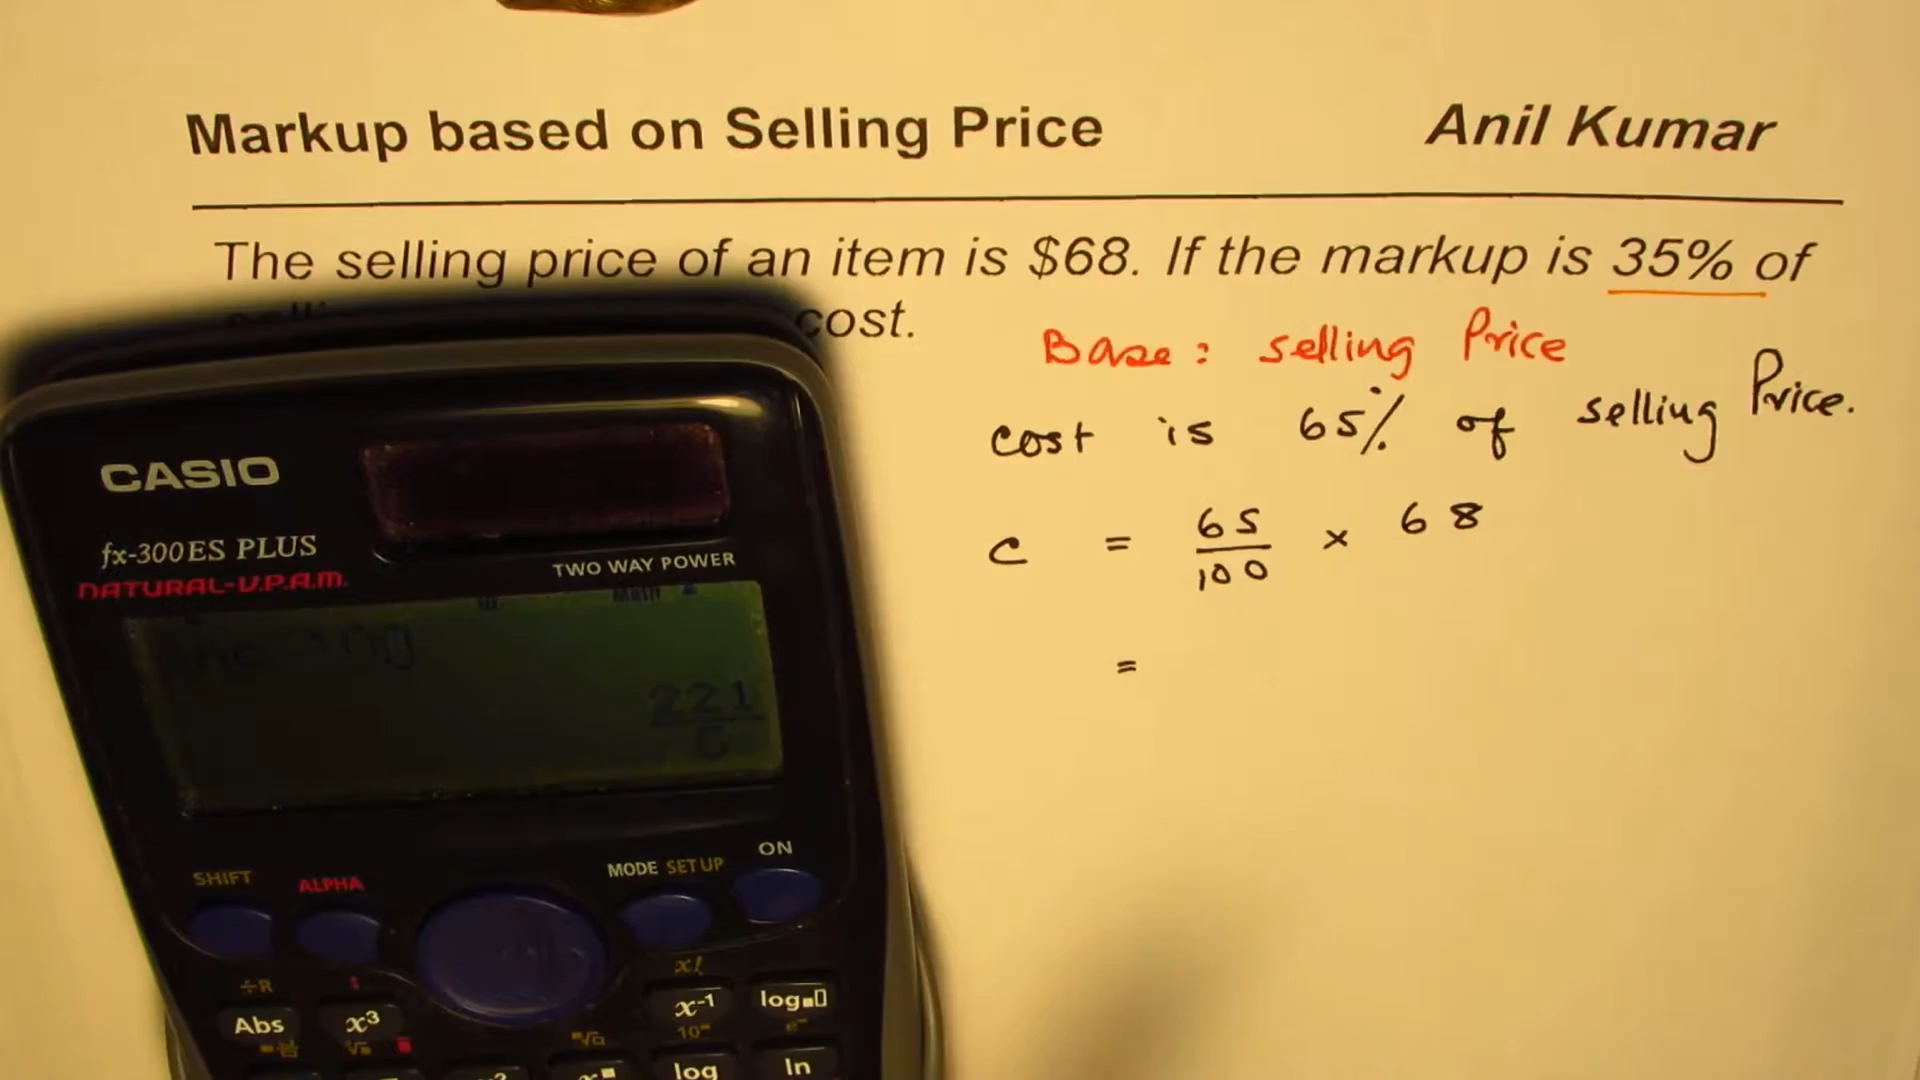 Markup based on Selling Price
Anil Kumar
The selling price of an item is $68. If the markup is 35% of
cost.
Base: selling Price
cost is 65% of selling Price.
c = 65/100 × 68
=
CASIO
fx-300ES PLUS
NATURAL-V.P.A.M.
TWO WAY POWER
221
SHIFT ALPHA MODE SETUP ON
÷R x!
Abs x³ x⁻¹ log
log ln